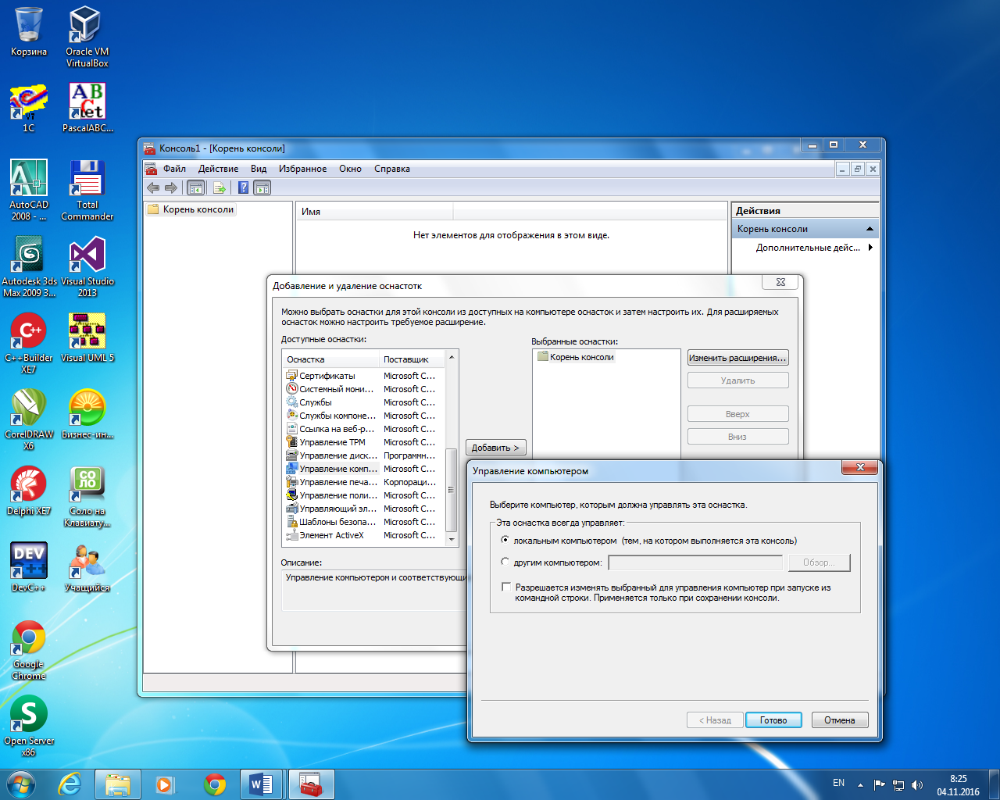 Корзина
Oracle VM
VirtualBox
1C
PascalABC...
AutoCAD
2008 - ...
Total
Commander
Autodesk 3ds
Max 2009 3...
Visual Studio
2013
C++Builder
XE7
Visual UML 5
CorelDRAW
X6
Бизнес-ин...
Delphi XE7
Соло на
Клавиату...
DevC++
Учащийся
Google
Chrome
Open Server
x86
Консоль1 - [Корень консоли]
Файл Действие Вид Избранное Окно Справка
Корень консоли
Имя
Нет элементов для отображения в этом виде.
Действия
Корень консоли
Дополнительные дейс...
Добавление и удаление оснастотк
Можно выбрать оснастки для этой консоли из доступных на компьютере оснасток и затем настроить их. Для расширяемых
оснасток можно настроить требуемое расширение.
Доступные оснастки:
Оснастка Поставщик
Сертификаты Microsoft C...
Системный мони... Microsoft C...
Службы Microsoft C...
Службы компоне... Microsoft C...
Ссылка на веб-р... Microsoft C...
Управление TPM Microsoft C...
Управление диск... Программн...
Управление комп... Microsoft C...
Управление печа... Корпораци...
Управление поли... Microsoft C...
Управляющий эл... Microsoft C...
Шаблоны безопа... Microsoft C...
Элемент ActiveX Microsoft C...
Добавить >
Выбранные оснастки:
Корень консоли
Изменить расширения...
Удалить
Вверх
Вниз
Описание:
Управление компьютером и соответствующи
Управление компьютером
Выберите компьютер, которым должна управлять эта оснастка.
Эта оснастка всегда управляет:
локальным компьютером (тем, на котором выполняется эта консоль)
другим компьютером:
Обзор...
Разрешается изменять выбранный для управления компьютер при запуске из
командной строки. Применяется только при сохранении консоли.
< Назад Готово Отмена
EN
8:25
04.11.2016